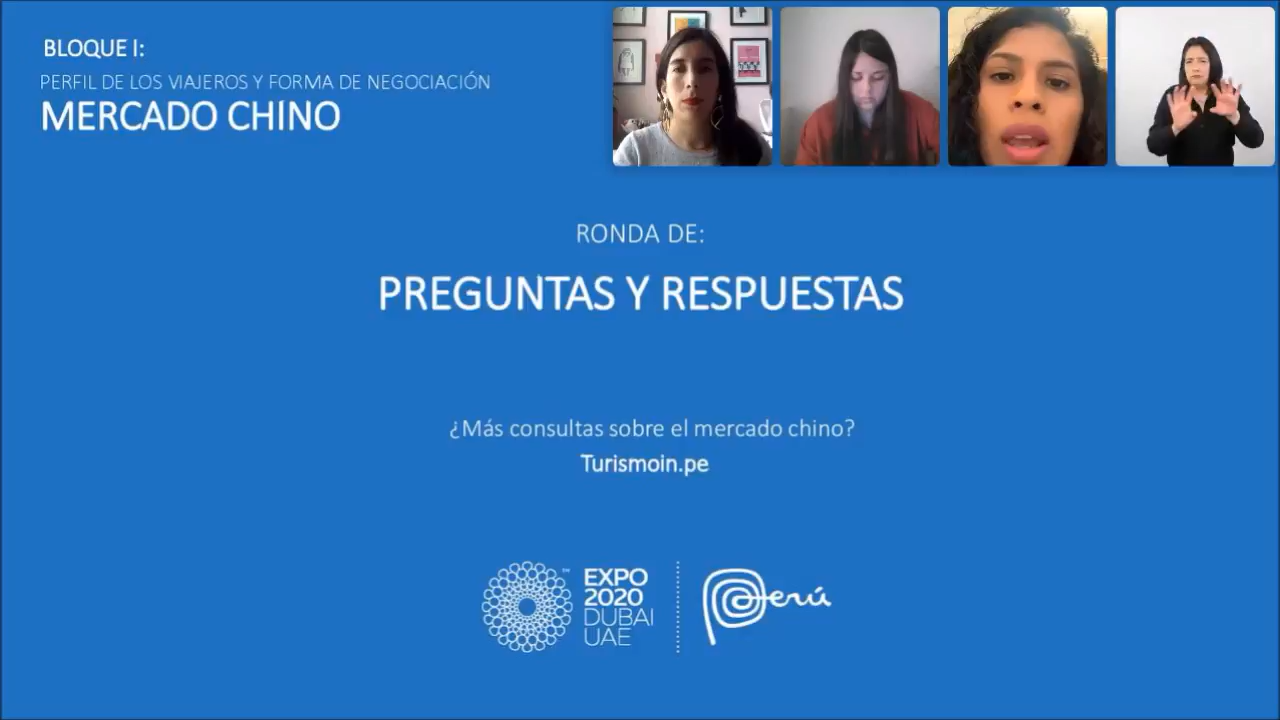 BLOQUE I:
PERFIL DE LOS VIAJEROS Y FORMA DE NEGOCIACIÓN
MERCADO CHINO
RONDA DE:
PREGUNTAS Y RESPUESTAS
¿Más consultas sobre el mercado chino?
Turismoin.pe
EXPO
2020
DUBAI
UAE
Perú